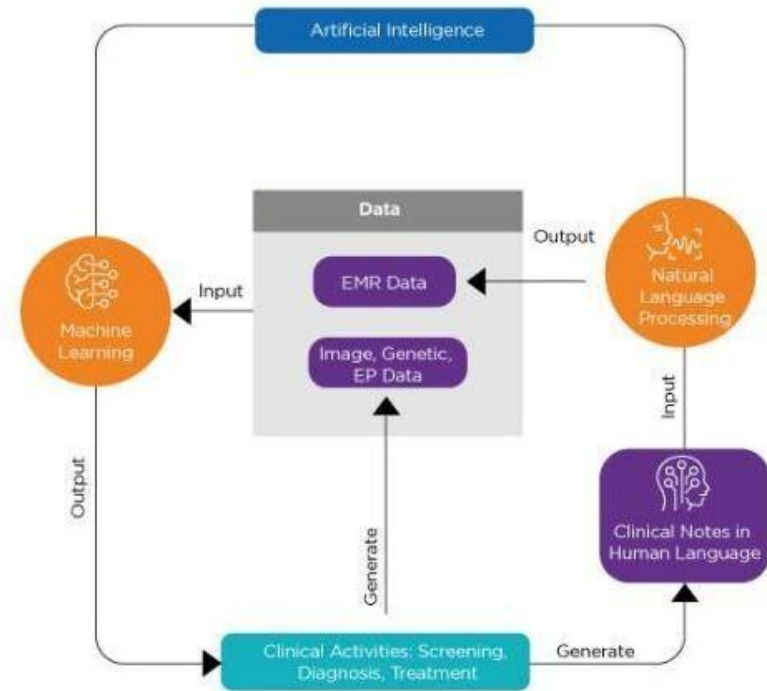 Artificial Intelligence
Data
Output
EMR Data
Natural
Language
Processing
Input
Machine
Learning
Image, Genetic,
EP Data
Input
Output
Generate
Clinical Notes in
Human Language
Clinical Activities: Screening,
Diagnosis, Treatment
Generate